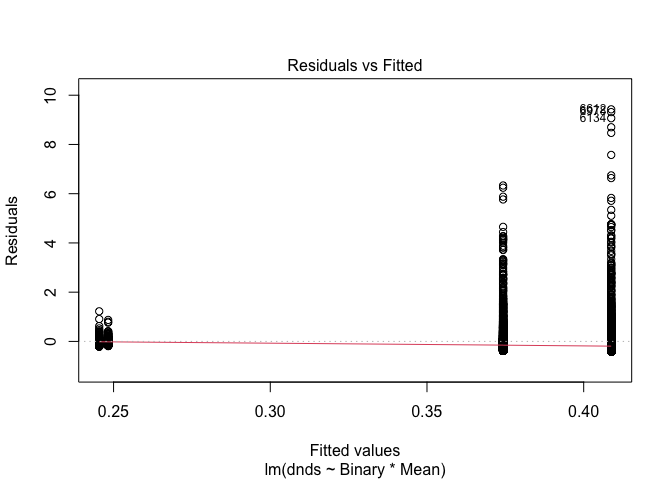 Residuals vs Fitted
Residuals
10
8
6
4
2
0
6134
0.25 0.30 0.35 0.40
Fitted values
lm(dnds ~ Binary * Mean)